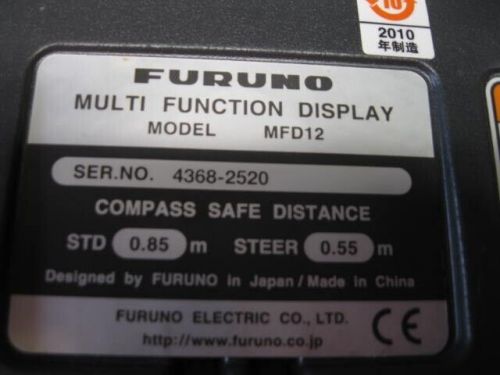 10
2010
年制造
FURUNO
MULTI FUNCTION DISPLAY
MODEL MFD12
SER.NO. 4368-2520
COMPASS SAFE DISTANCE
STD 0.85 m STEER 0.55 m
Designed by FURUNO in Japan/Made in China
FURUNO ELECTRIC CO., LTD.
http://www.furuno.co.jp
CE